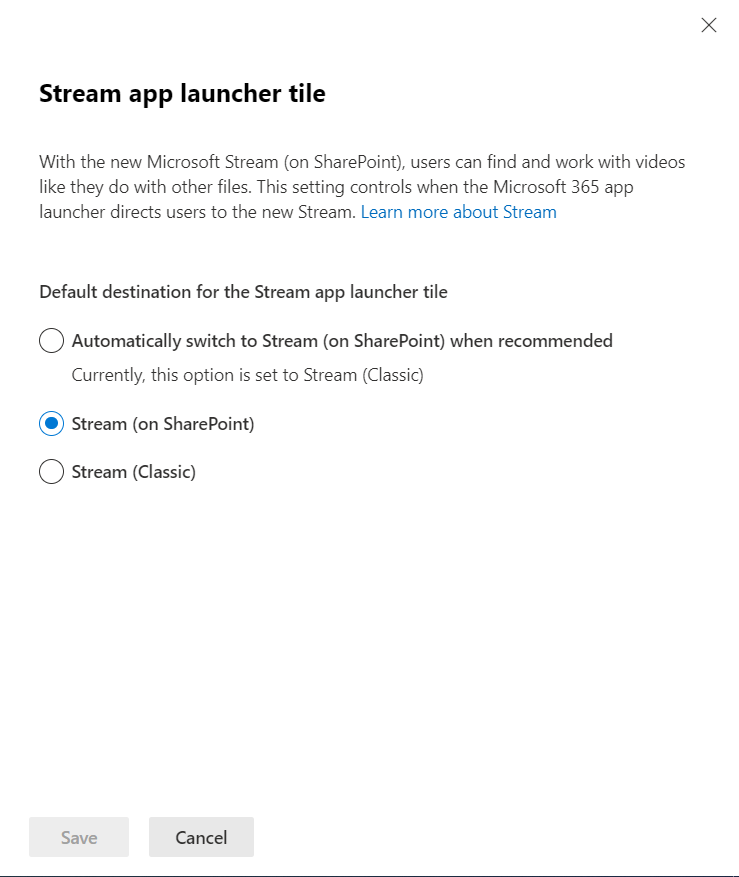 Stream app launcher tile
With the new Microsoft Stream (on SharePoint), users can find and work with videos
like they do with other files. This setting controls when the Microsoft 365 app
launcher directs users to the new Stream. Learn more about Stream
Default destination for the Stream app launcher tile
Automatically switch to Stream (on SharePoint) when recommended
Currently, this option is set to Stream (Classic)
Stream (on SharePoint)
Stream (Classic)
Save Cancel